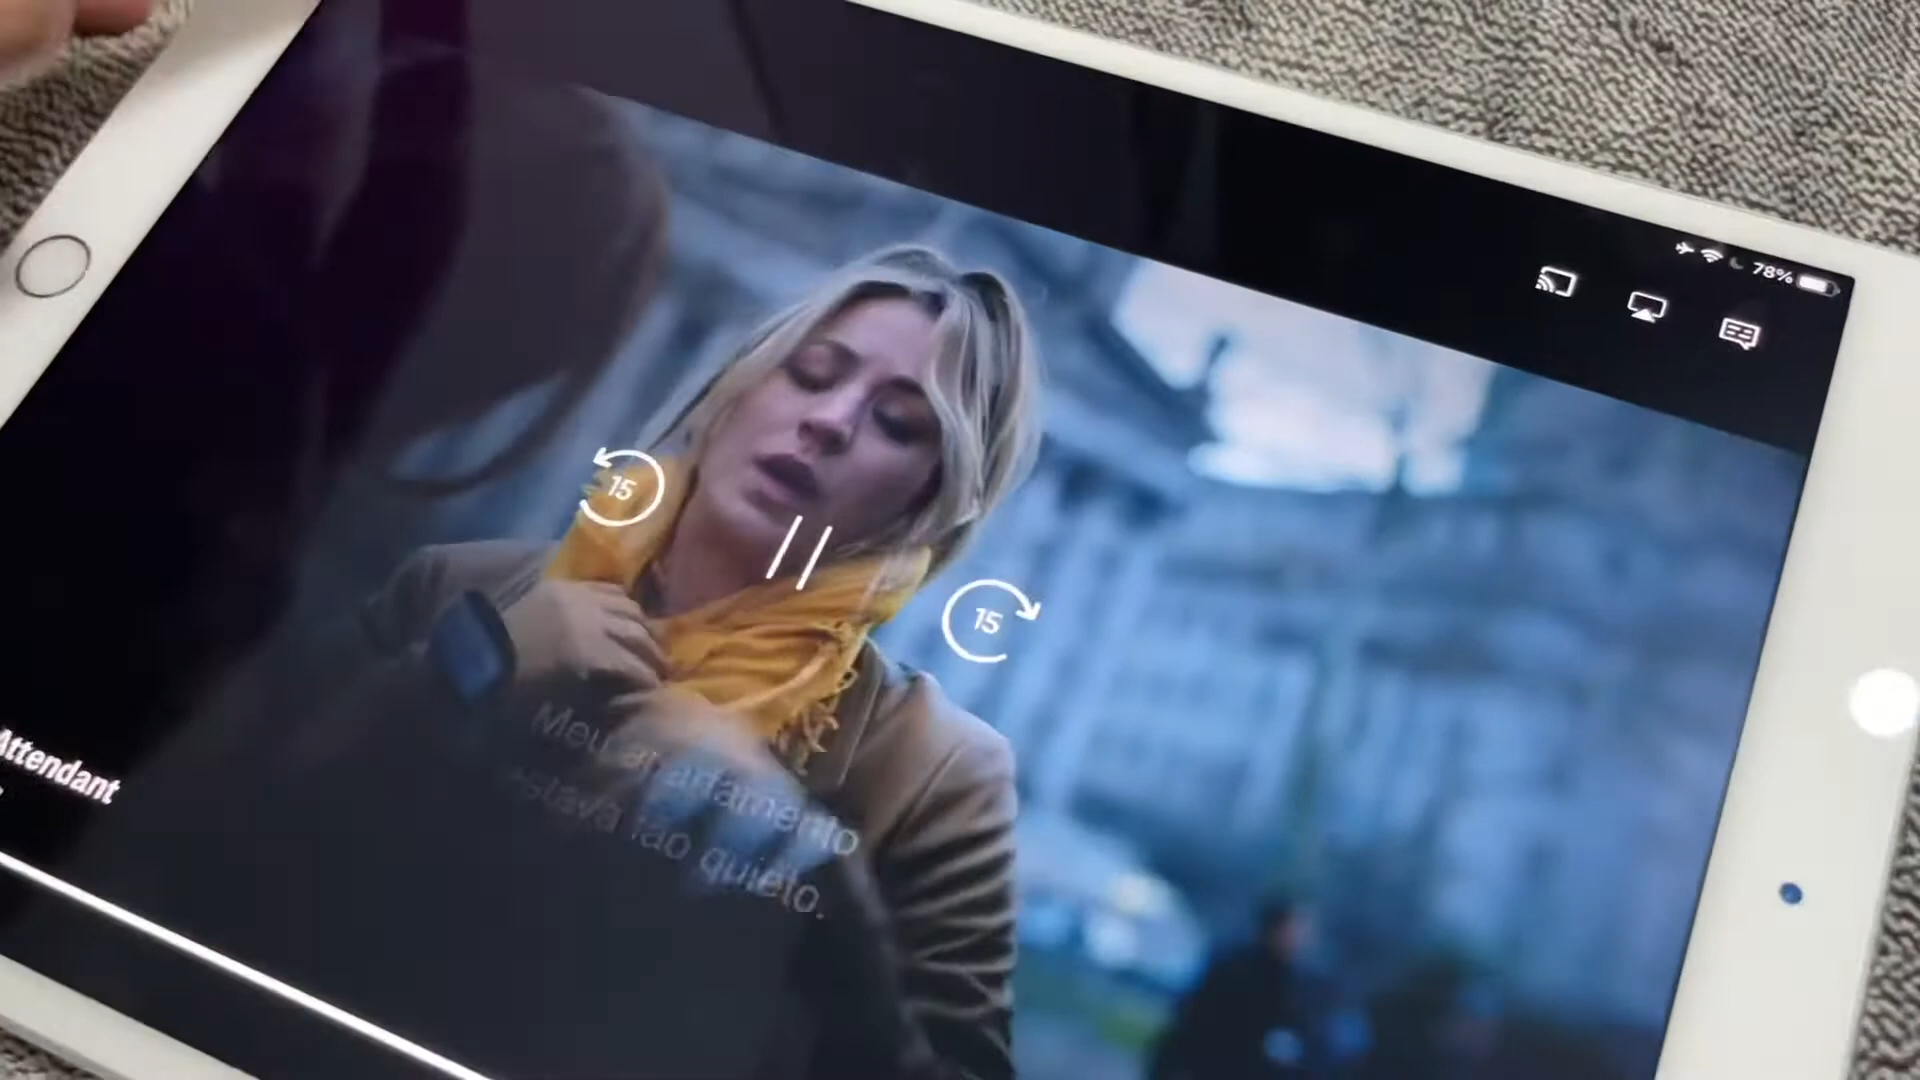 78%
15
15
Meu apartamento
estava tão quieto.
Attendant